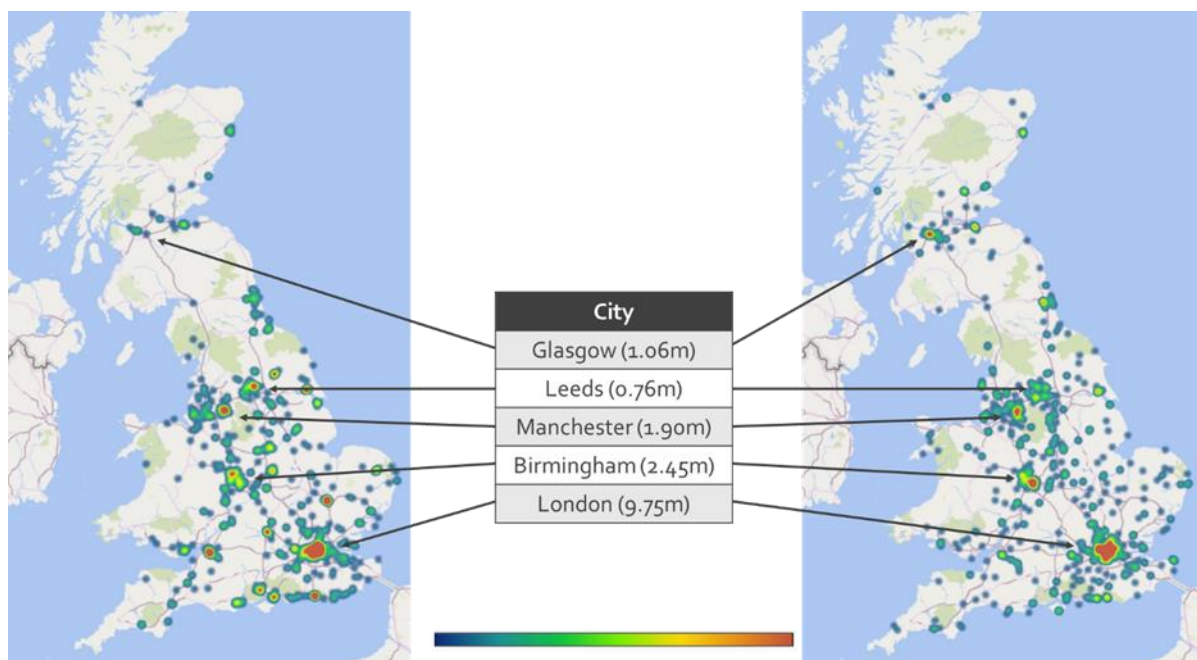 City
Glasgow (1.06m)
Leeds (0.76m)
Manchester (1.90m)
Birmingham (2.45m)
London (9.75m)